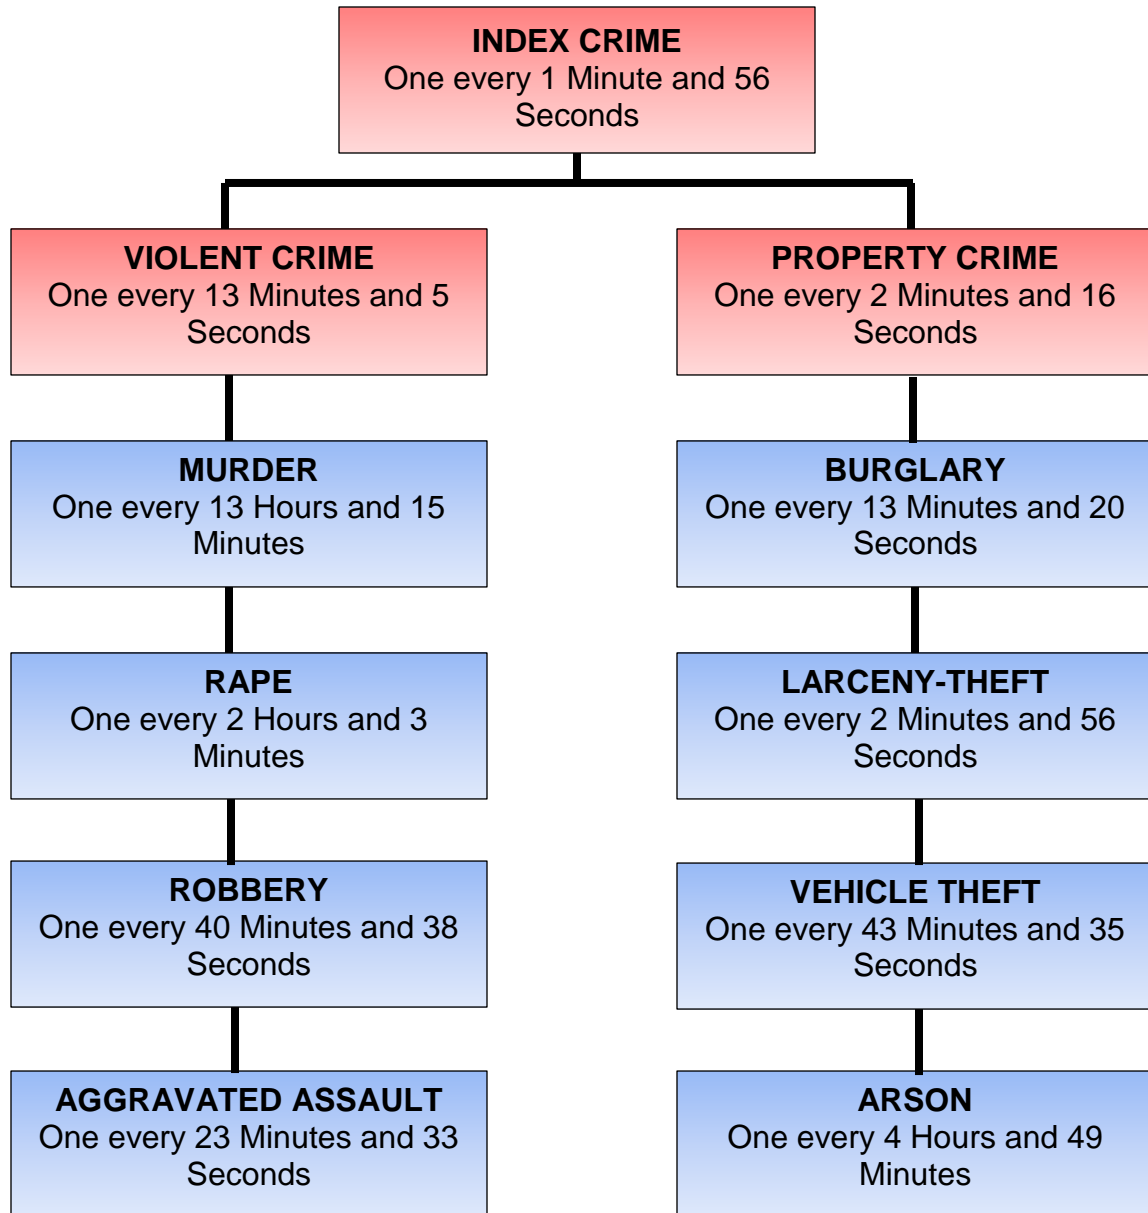 INDEX CRIME
One every 1 Minute and 56
Seconds
VIOLENT CRIME
One every 13 Minutes and 5
Seconds
PROPERTY CRIME
One every 2 Minutes and 16
Seconds
MURDER
One every 13 Hours and 15
Minutes
BURGLARY
One every 13 Minutes and 20
Seconds
RAPE
One every 2 Hours and 3
Minutes
LARCENY-THEFT
One every 2 Minutes and 56
Seconds
ROBBERY
One every 40 Minutes and 38
Seconds
VEHICLE THEFT
One every 43 Minutes and 35
Seconds
AGGRAVATED ASSAULT
One every 23 Minutes and 33
Seconds
ARSON
One every 4 Hours and 49
Minutes